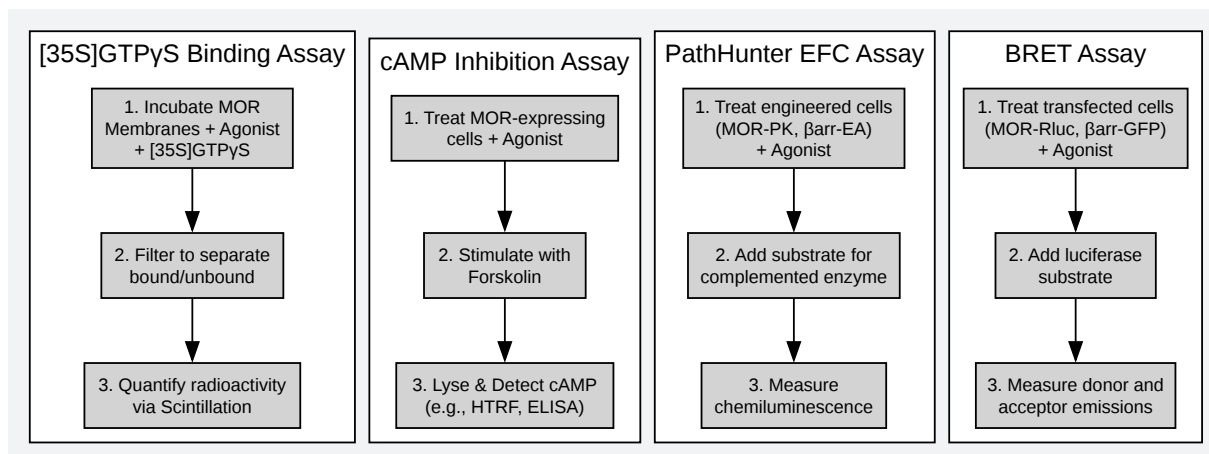 [35S]GTPγS Binding Assay
1. Incubate MOR
Membranes + Agonist
+ [35S]GTPγS
2. Filter to separate
bound/unbound
3. Quantify radioactivity
via Scintillation
cAMP Inhibition Assay
1. Treat MOR-expressing
cells + Agonist
2. Stimulate with
Forskolin
3. Lyse & Detect cAMP
(e.g., HTRF, ELISA)
PathHunter EFC Assay
1. Treat engineered cells
(MOR-PK, βarr-EA)
+ Agonist
2. Add substrate for
complemented enzyme
3. Measure
chemiluminescence
BRET Assay
1. Treat transfected cells
(MOR-Rluc, βarr-GFP)
+ Agonist
2. Add luciferase
substrate
3. Measure donor and
acceptor emissions